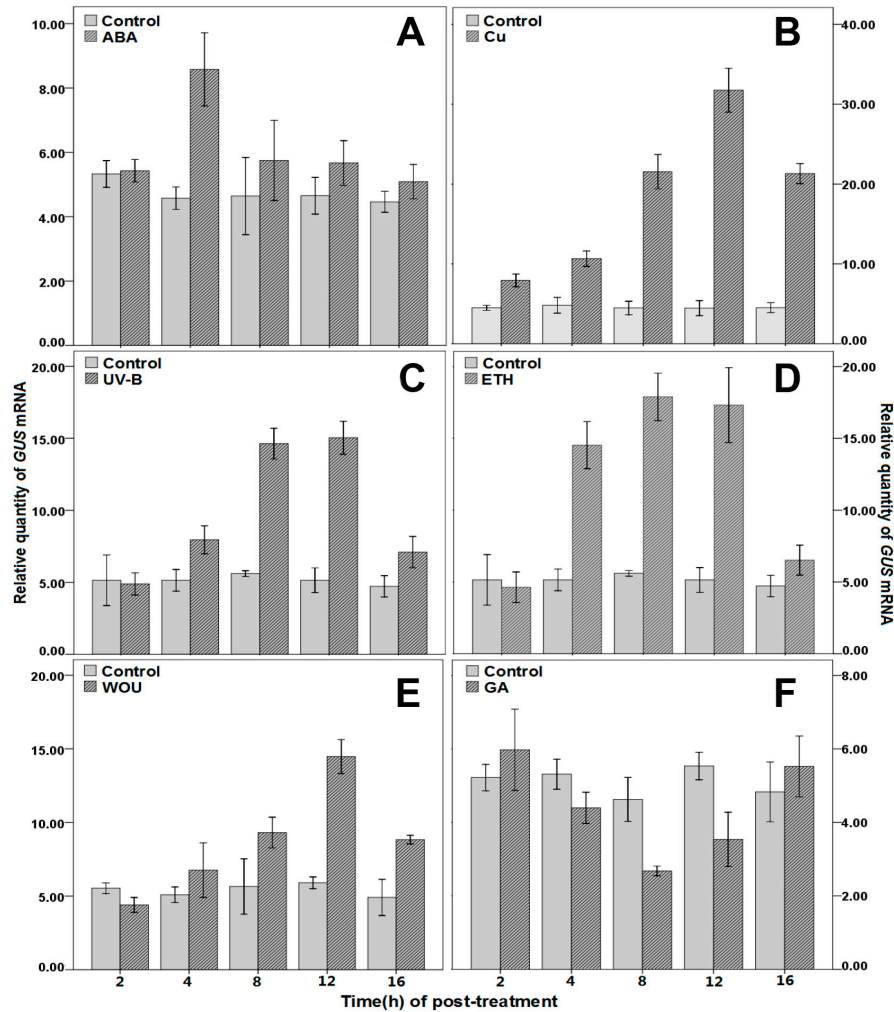 Control
ABA
A
10.00
8.00
6.00
4.00
2.00
0.00
Control
Cu
B
40.00
30.00
20.00
10.00
0.00
Control
UV-B
C
20.00
15.00
10.00
5.00
0.00
Control
ETH
D
20.00
15.00
10.00
5.00
0.00
Control
WOU
E
20.00
15.00
10.00
5.00
0.00
Control
GA
F
8.00
6.00
4.00
2.00
0.00
Relative quantity of GUS mRNA
Relative quantity of GUS mRNA
2 4 8 12 16
2 4 8 12 16
Time(h) of post-treatment